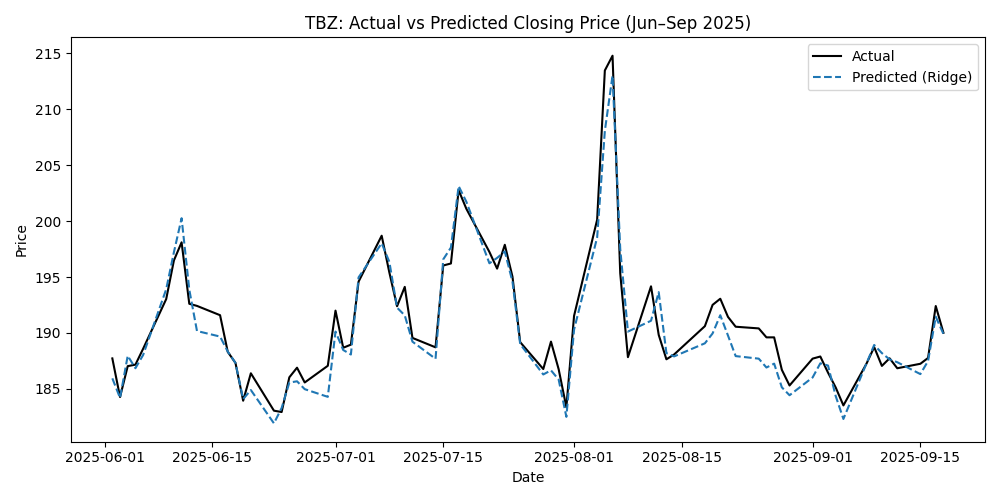 TBZ: Actual vs Predicted Closing Price (Jun–Sep 2025)
Actual
Predicted (Ridge)
Price
215
210
205
200
195
190
185
2025-06-01 2025-06-15 2025-07-01 2025-07-15 2025-08-01 2025-08-15 2025-09-01 2025-09-15
Date